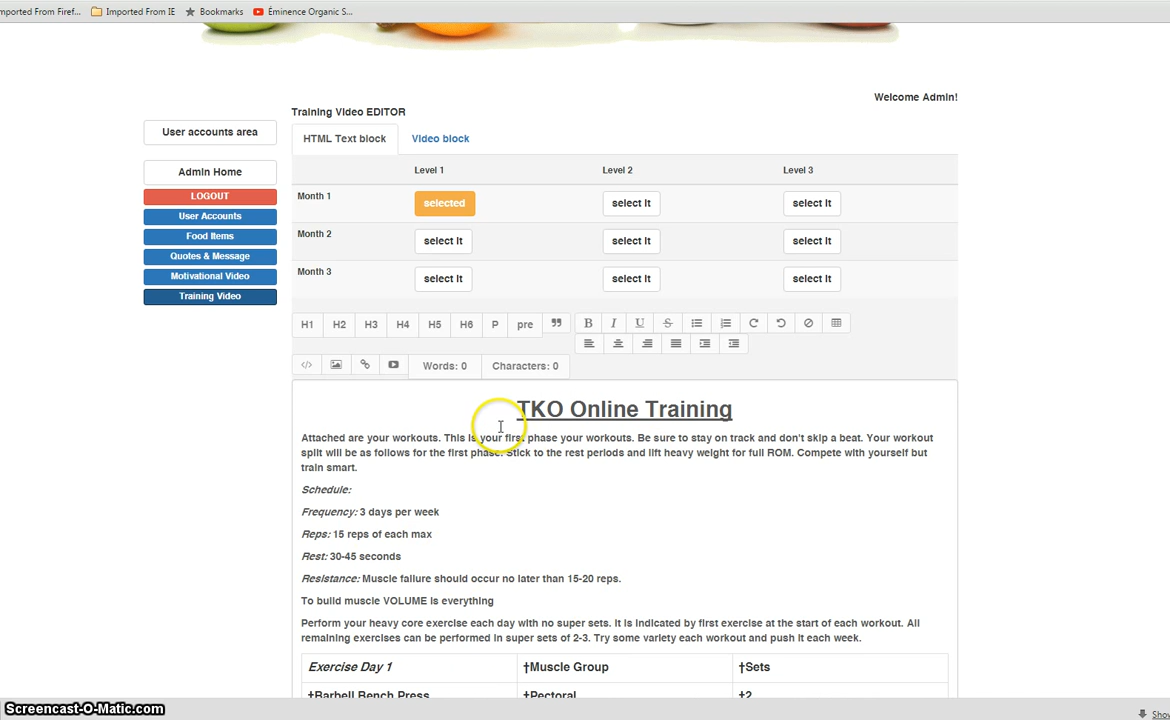 mported From Firef... Imported From IE Bookmarks Éminence Organic S...
Welcome Admin!
Training Video EDITOR
User accounts area
HTML Text block Video block
Admin Home
LOGOUT
User Accounts
Food Items
Quotes & Message
Motivational Video
Training Video
Level 1 Level 2 Level 3
Month 1 selected select it select it
Month 2 select it select it select it
Month 3 select it select it select it
H1 H2 H3 H4 H5 H6 P pre B I U S
Words: 0 Characters: 0
TKO Online Training
Attached are your workouts. This is your first phase your workouts. Be sure to stay on track and don't skip a beat. Your workout
split will be as follows for the first phase. Stick to the rest periods and lift heavy weight for full ROM. Compete with yourself but
train smart.
Schedule:
Frequency: 3 days per week
Reps: 15 reps of each max
Rest: 30-45 seconds
Resistance: Muscle failure should occur no later than 15-20 reps.
To build muscle VOLUME is everything
Perform your heavy core exercise each day with no super sets. It is indicated by first exercise at the start of each workout. All
remaining exercises can be performed in super sets of 2-3. Try some variety each workout and push it each week.
Exercise Day 1 †Muscle Group †Sets
†Barbell Bench Press †Pectoral †2
Screencast-O-Matic.com
Show